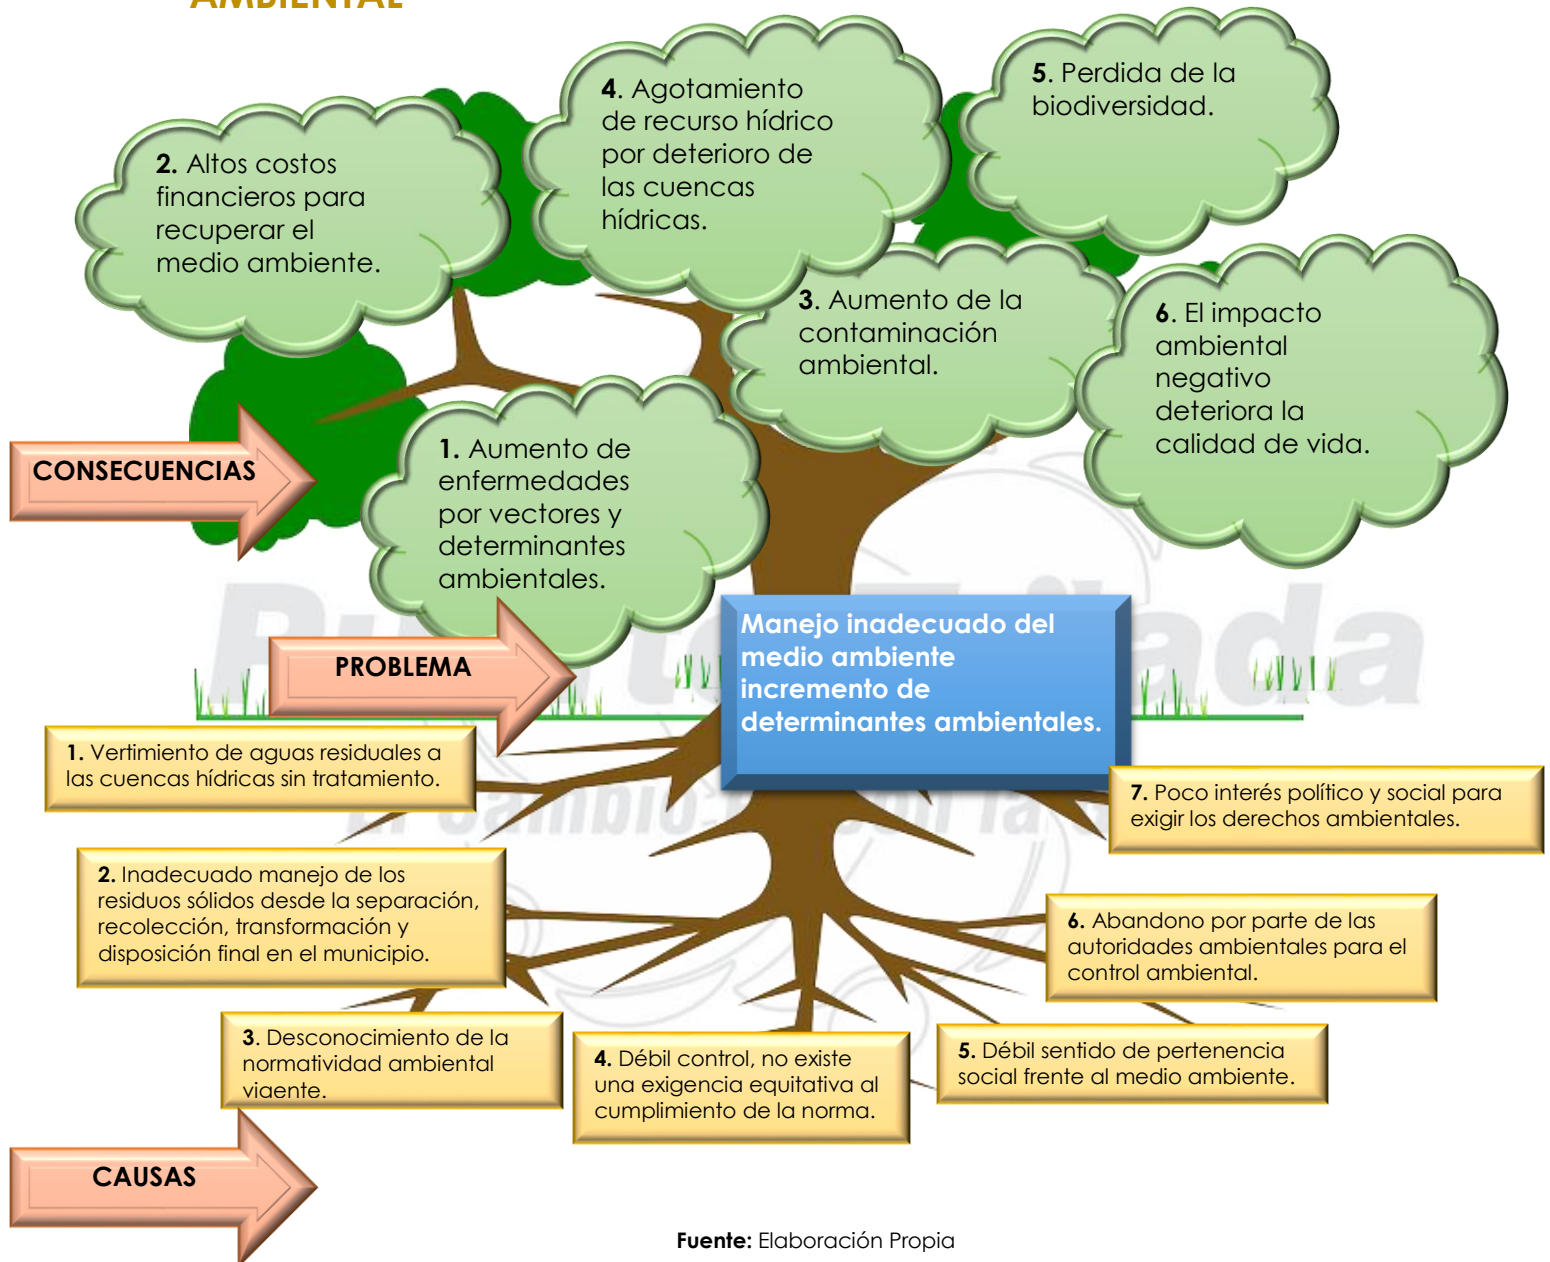 AMBIENTAL
5. Perdida de la
biodiversidad.
4. Agotamiento
de recurso hídrico
por deterioro de
las cuencas
hídricas.
2. Altos costos
financieros para
recuperar el
medio ambiente.
3. Aumento de la
contaminación
ambiental.
6. El impacto
ambiental
negativo
deteriora la
calidad de vida.
1. Aumento de
enfermedades
por vectores y
determinantes
ambientales.
CONSECUENCIAS
PROBLEMA
Manejo inadecuado del
medio ambiente
incremento de
determinantes ambientales.
1. Vertimiento de aguas residuales a
las cuencas hídricas sin tratamiento.
2. Inadecuado manejo de los
residuos sólidos desde la separación,
recolección, transformación y
disposición final en el municipio.
3. Desconocimiento de la
normatividad ambiental
vigente.
4. Débil control, no existe
una exigencia equitativa al
cumplimiento de la norma.
5. Débil sentido de pertenencia
social frente al medio ambiente.
6. Abandono por parte de las
autoridades ambientales para el
control ambiental.
7. Poco interés político y social para
exigir los derechos ambientales.
CAUSAS
Fuente: Elaboración Propia